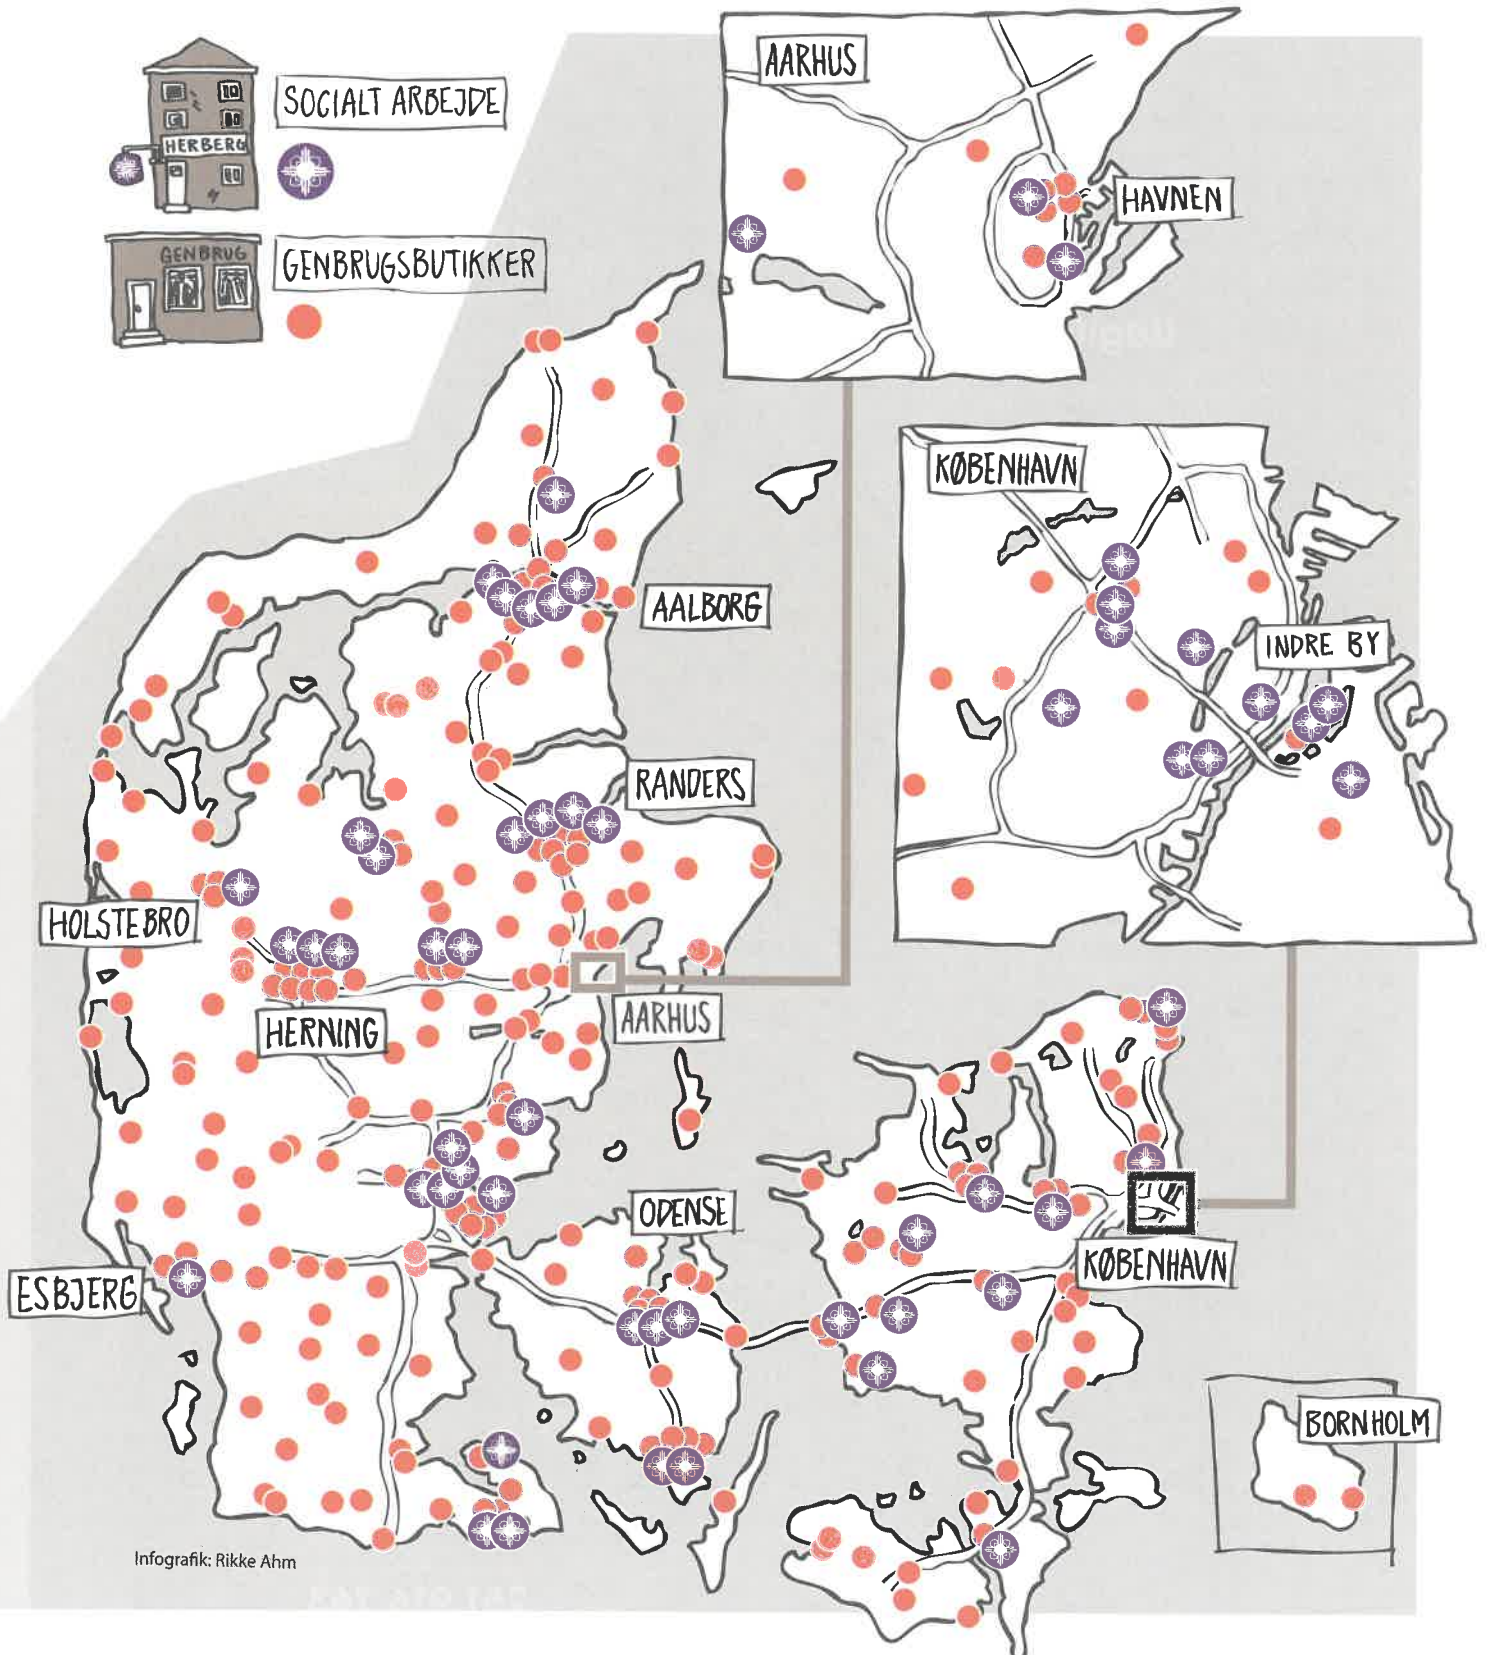 SOCIALT ARBEJDE
HERBERG
GENBRUG
GENBRUGSBUTIKKER
AARHUS
HAVNEN
KØBENHAVN
INDRE BY
AALBORG
RANDERS
HOLSTEBRO
HERNING
AARHUS
ODENSE
ESBJERG
KØBENHAVN
BORNHOLM
Infografik: Rikke Ahm